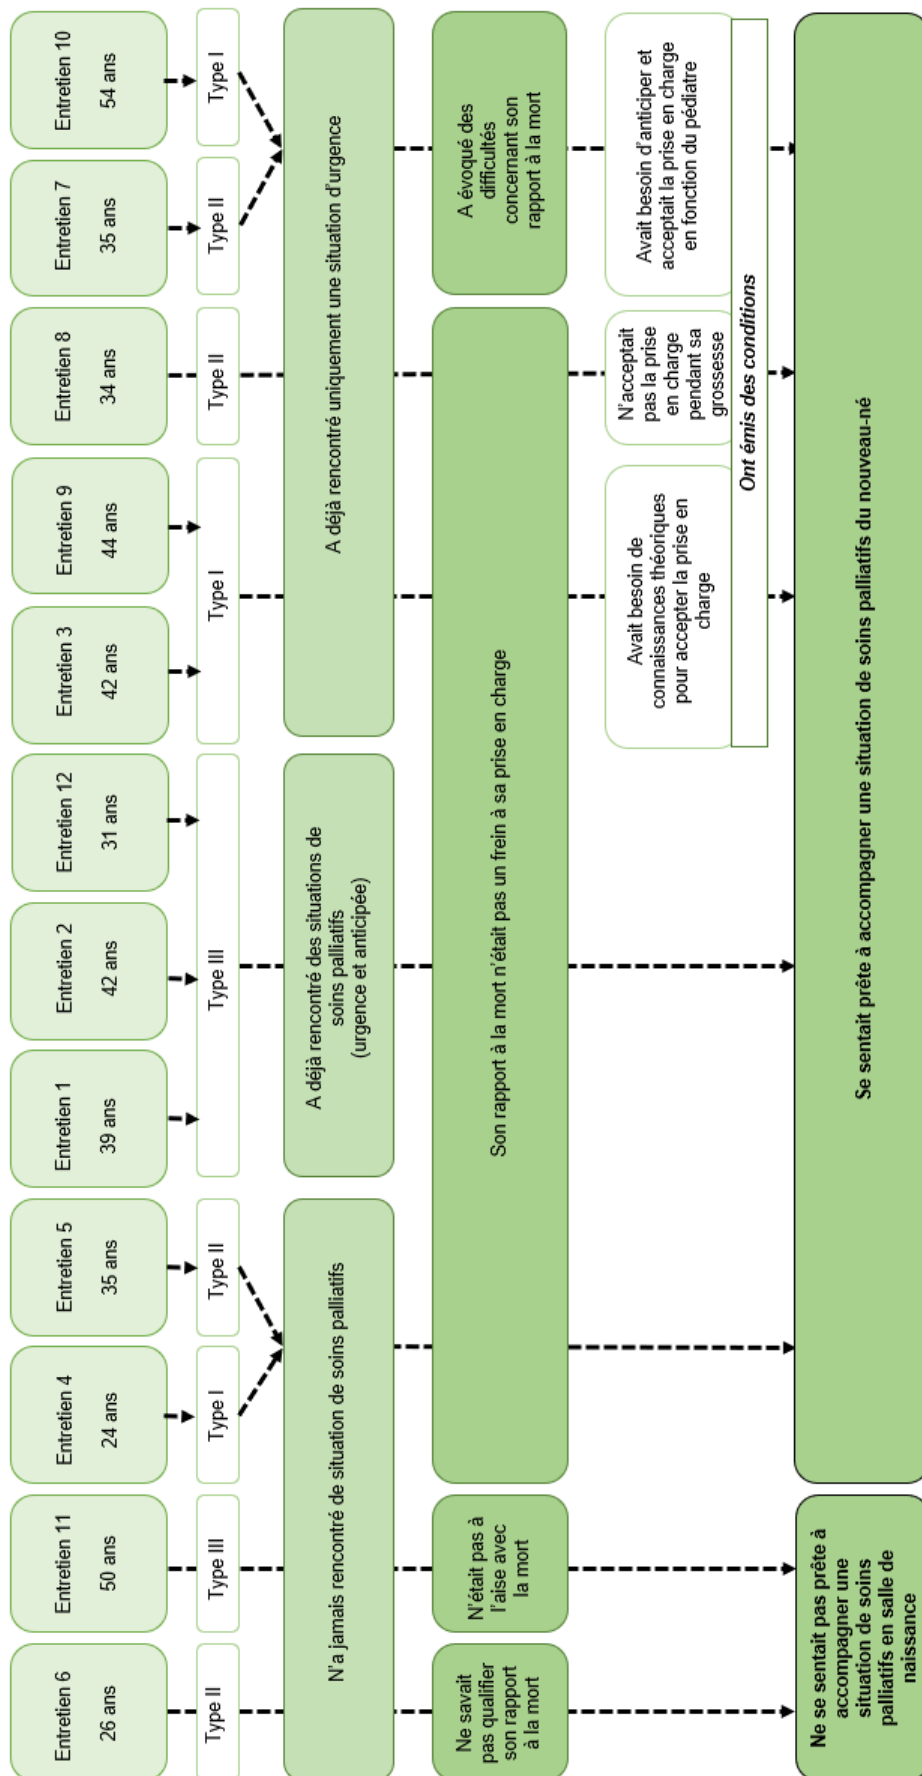 Entretien 6
26 ans
Entretien 11
50 ans
Entretien 4
24 ans
Entretien 5
35 ans
Entretien 1
39 ans
Entretien 2
42 ans
Entretien 12
31 ans
Entretien 3
42 ans
Entretien 9
44 ans
Entretien 8
34 ans
Entretien 7
35 ans
Entretien 10
54 ans
Type II
Type III
Type I
Type II
Type III
Type I
Type II
Type II
Type I
N'a jamais rencontré de situation de soins palliatifs
A déjà rencontré des situations de
soins palliatifs
(urgence et anticipée)
A déjà rencontré uniquement une situation d'urgence
Ne savait
pas qualifier
son rapport
à la mort
N'était pas à
l'aise avec
la mort
Son rapport à la mort n'était pas un frein à sa prise en charge
A évoqué des
difficultés
concernant son
rapport à la mort
Avait besoin de
connaissances théoriques
pour accepter la prise en
charge
N'acceptait
pas la prise
en charge
pendant sa
grossesse
Avait besoin d'anticiper et
acceptait la prise en charge
en fonction du pédiatre
Ont émis des conditions
Ne se sentait pas prête à
accompagner une
situation de soins
palliatifs en salle de
naissance
Se sentait prête à accompagner une situation de soins palliatifs du nouveau-né